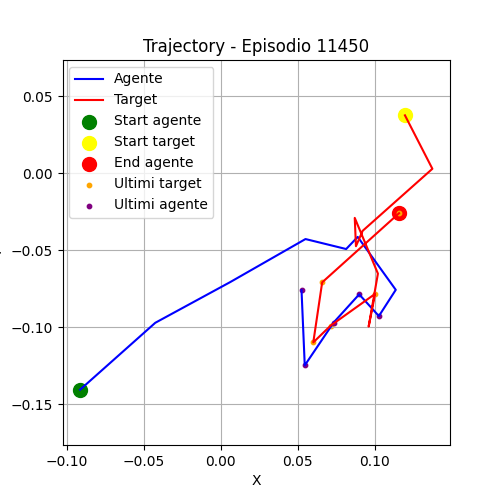 Trajectory - Episodio 11450
Agente
Target
Start agente
Start target
End agente
Ultimi target
Ultimi agente
0.05
0.00
−0.05
−0.10
−0.15
−0.10
−0.05
0.00
0.05
0.10
X